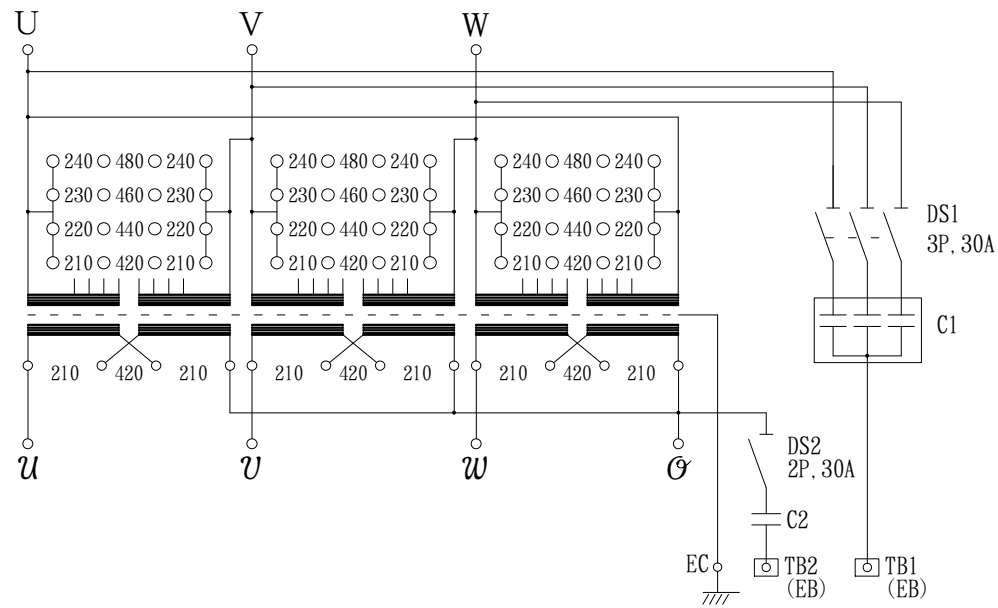 U V W
240 480 240 240 480 240 240 480 240
230 460 230 230 460 230 230 460 230
220 440 220 220 440 220 220 440 220
210 420 210 210 420 210 210 420 210
DS1
3P, 30A
C1
210 420 210 210 420 210 210 420 210
U V W O
DS2
2P, 30A
C2
EC TB2 TB1
(EB) (EB)